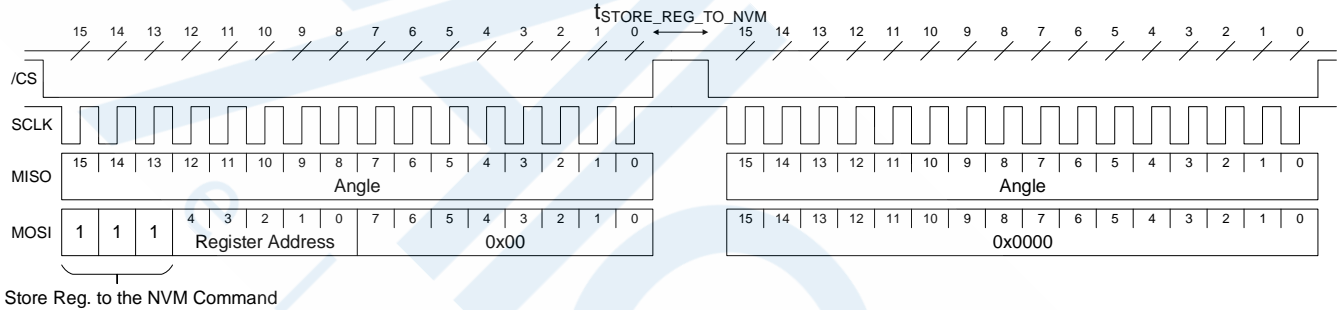 tSTORE_REG_TO_NVM
15 14 13 12 11 10 9 8 7 6 5 4 3 2 1 0 15 14 13 12 11 10 9 8 7 6 5 4 3 2 1 0
/CS
SCLK
MISO 15 14 13 12 11 10 9 8 7 6 5 4 3 2 1 0 15 14 13 12 11 10 9 8 7 6 5 4 3 2 1 0
Angle Angle
MOSI 1 1 1 4 3 2 1 0 7 6 5 4 3 2 1 0 15 14 13 12 11 10 9 8 7 6 5 4 3 2 1 0
Register Address 0x00 0x0000
Store Reg. to the NVM Command